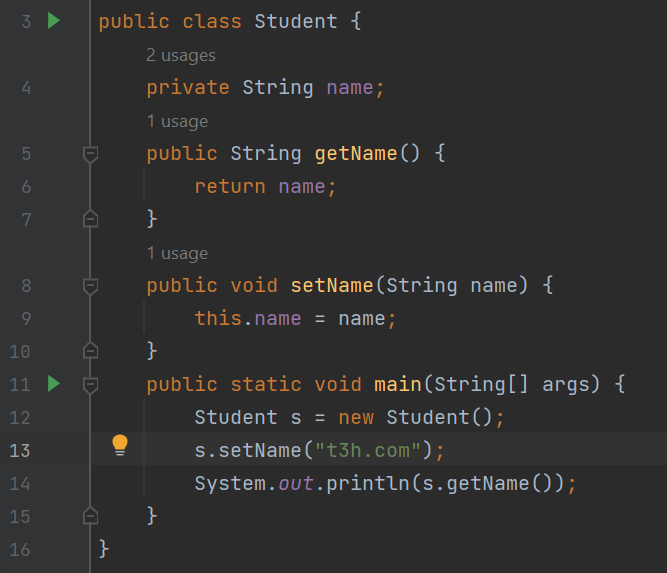 3 public class Student {
2 usages
4 private String name;
1 usage
5 public String getName() {
6 return name;
7 }
1 usage
8 public void setName(String name) {
9 this.name = name;
10 }
11 public static void main(String[] args) {
12 Student s = new Student();
13 s.setName("t3h.com");
14 System.out.println(s.getName());
15 }
16 }